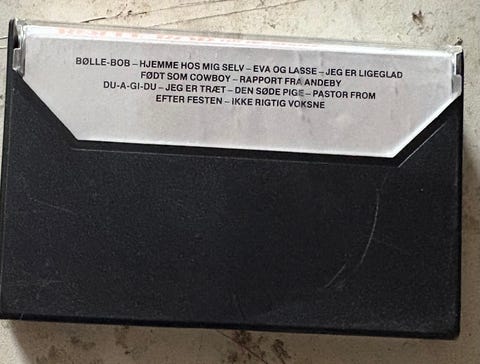 BØLLE-BOB – HJEMME HOS MIG SELV – EVA OG LASSE – JEG ER LIGEGLAD
FØDT SOM COWBOY – RAPPORT FRA ANDEBY
DU-A-GI-DU – JEG ER TRÆT – DEN SØDE PIGE – PASTOR FROM
EFTER FESTEN – IKKE RIGTIG VOKSNE